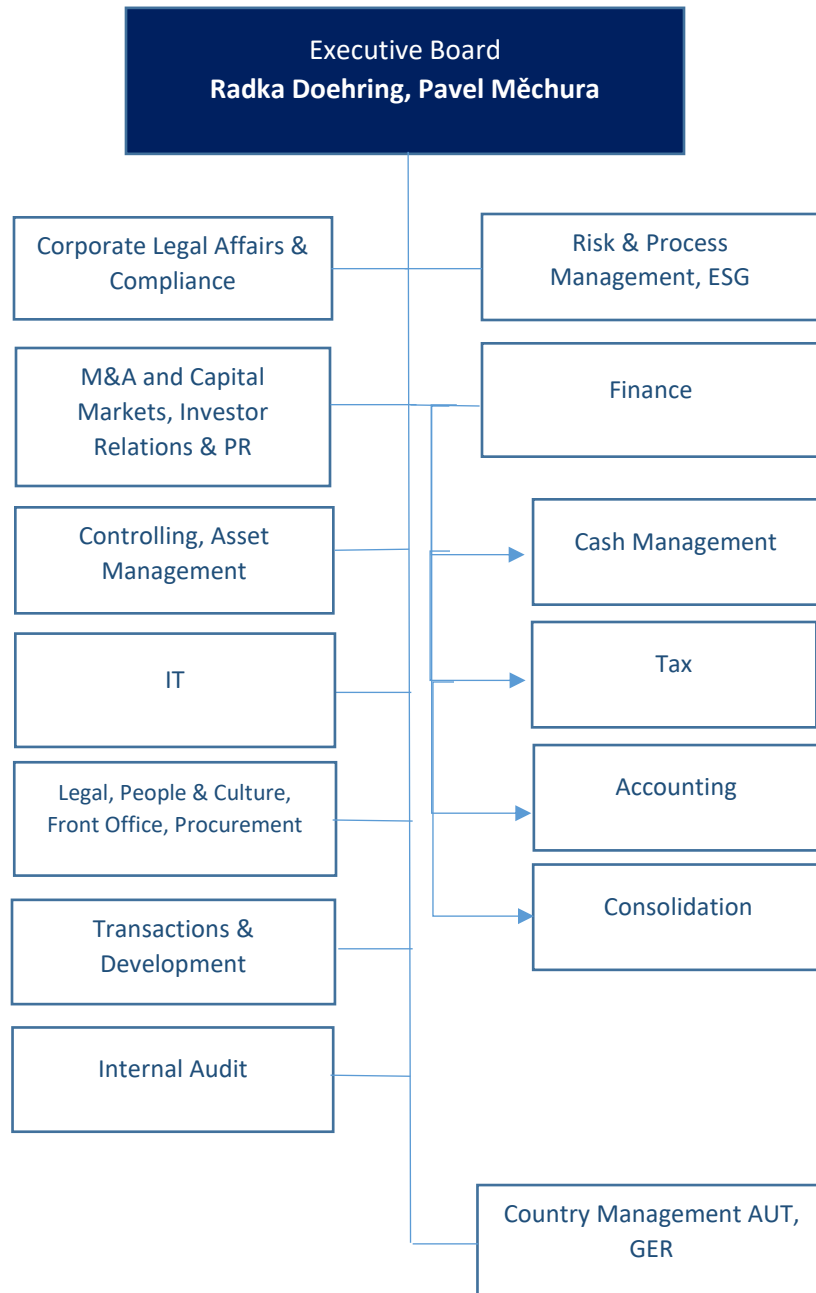 Executive Board
Radka Doehring, Pavel Měchura
Corporate Legal Affairs &
Compliance
Risk & Process
Management, ESG
M&A and Capital
Markets, Investor
Relations & PR
Finance
Controlling, Asset
Management
Cash Management
IT
Tax
Legal, People & Culture,
Front Office, Procurement
Accounting
Transactions &
Development
Consolidation
Internal Audit
Country Management AUT,
GER